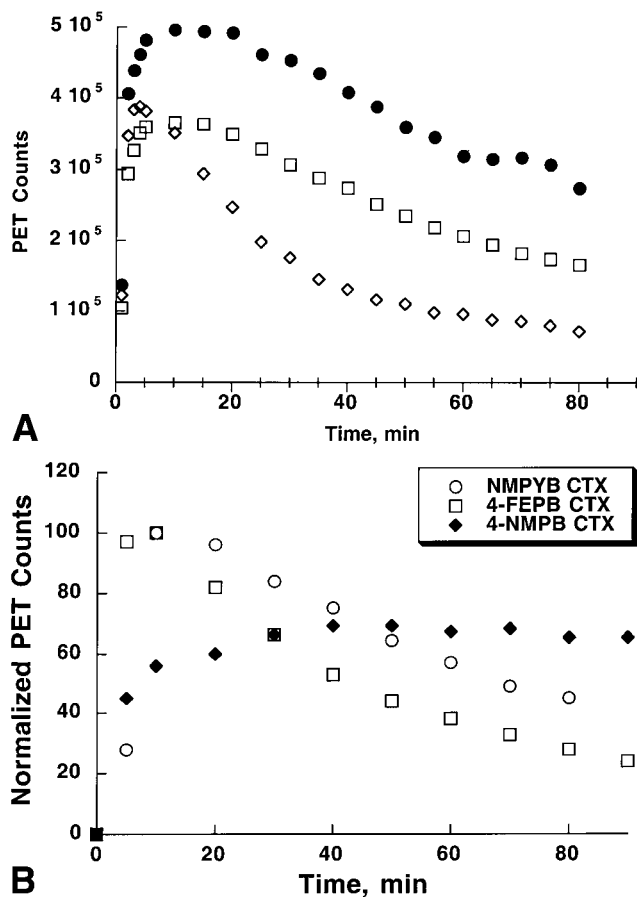 5 10⁵
4 10⁵
3 10⁵
2 10⁵
1 10⁵
0
PET Counts
0 20 40 60 80
Time, min
A
120
100
80
60
40
20
0
Normalized PET Counts
NMPYB CTX
4-FEPB CTX
4-NMPB CTX
0 20 40 60 80
Time, min
B